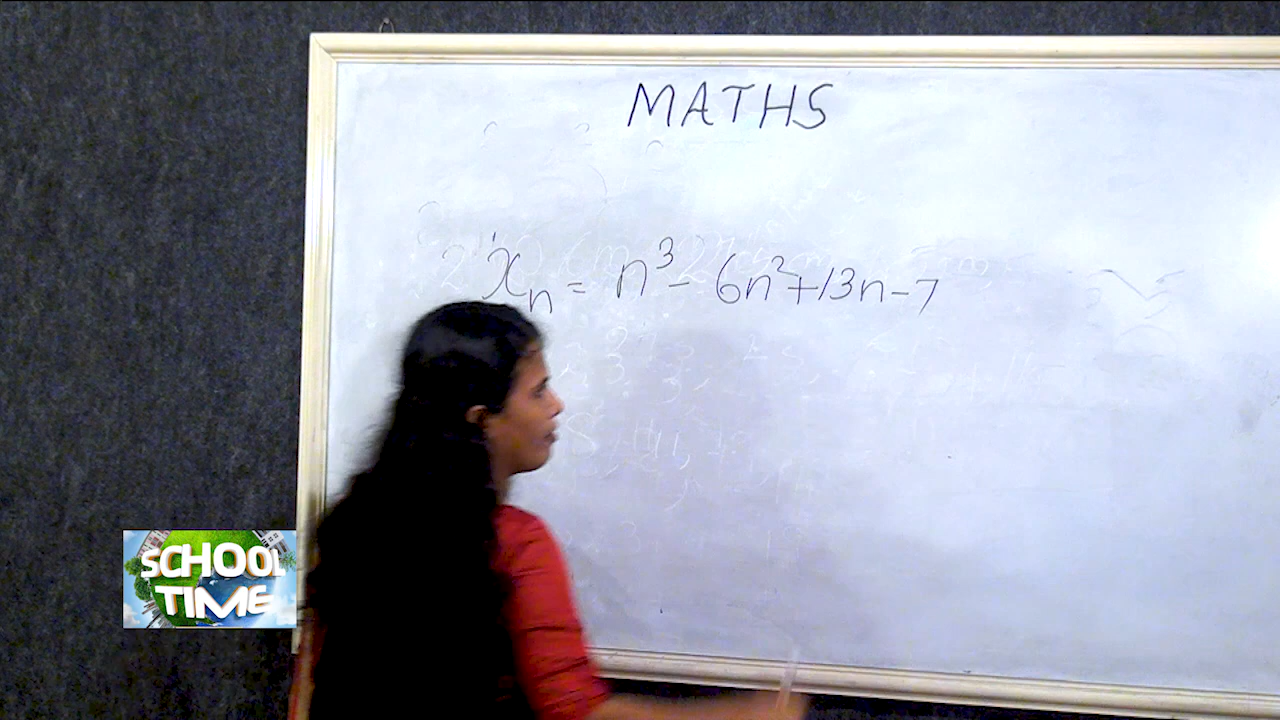 MATHS
xₙ = n³ - 6n² + 13n - 7
SCHOOL
TIME